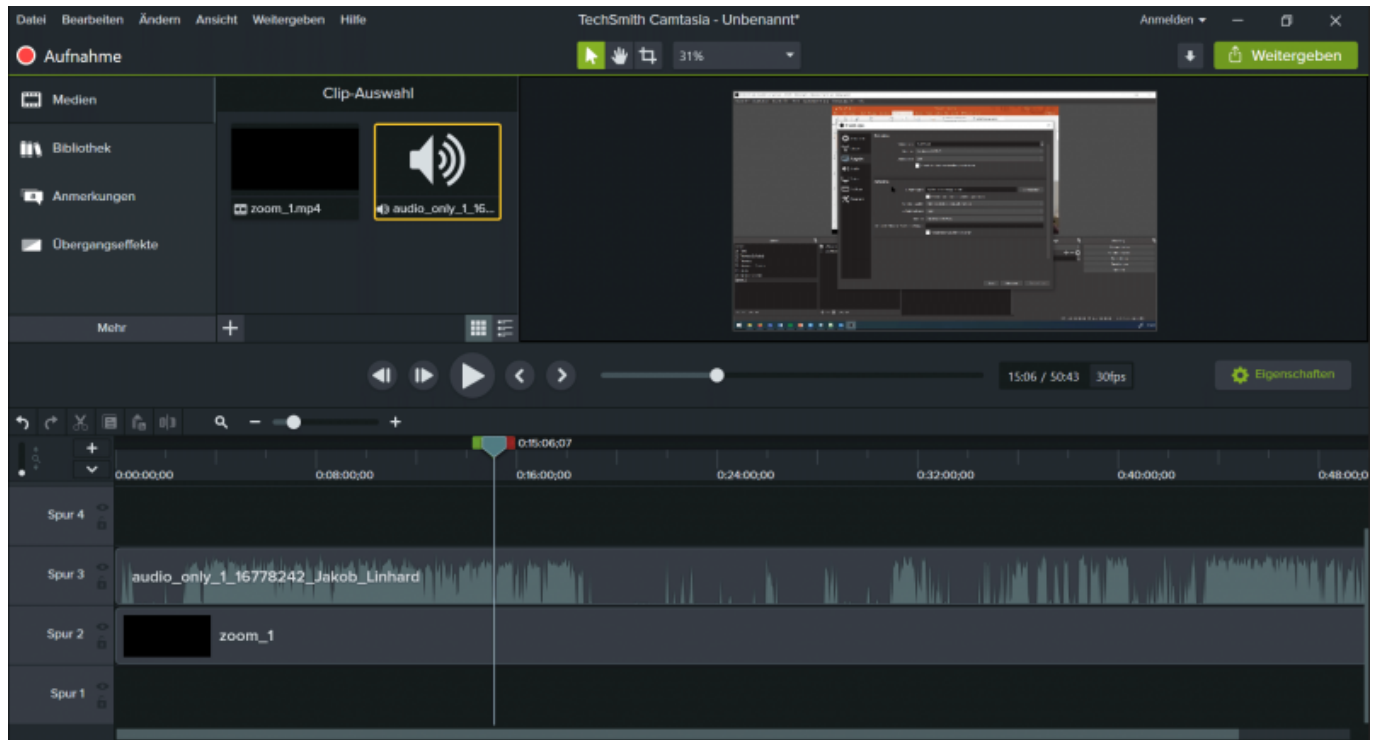 Datei Bearbeiten Ändern Ansicht Weitergeben Hilfe TechSmith Camtasia - Unbenannt* Anmelden
Aufnahme 31% Weitergeben
Medien
Bibliothek
Anmerkungen
Übergangseffekte
Mehr
Clip-Auswahl
zoom_1.mp4 audio_only_1_16...
15:06 / 50:43 30fps Eigenschaften
0:15:06;07
0:00:00;00 0:08:00;00 0:16:00;00 0:24:00;00 0:32:00;00 0:40:00;00 0:48:00;0
Spur 4
Spur 3 audio_only_1_16778242_Jakob_Linhard
Spur 2 zoom_1
Spur 1